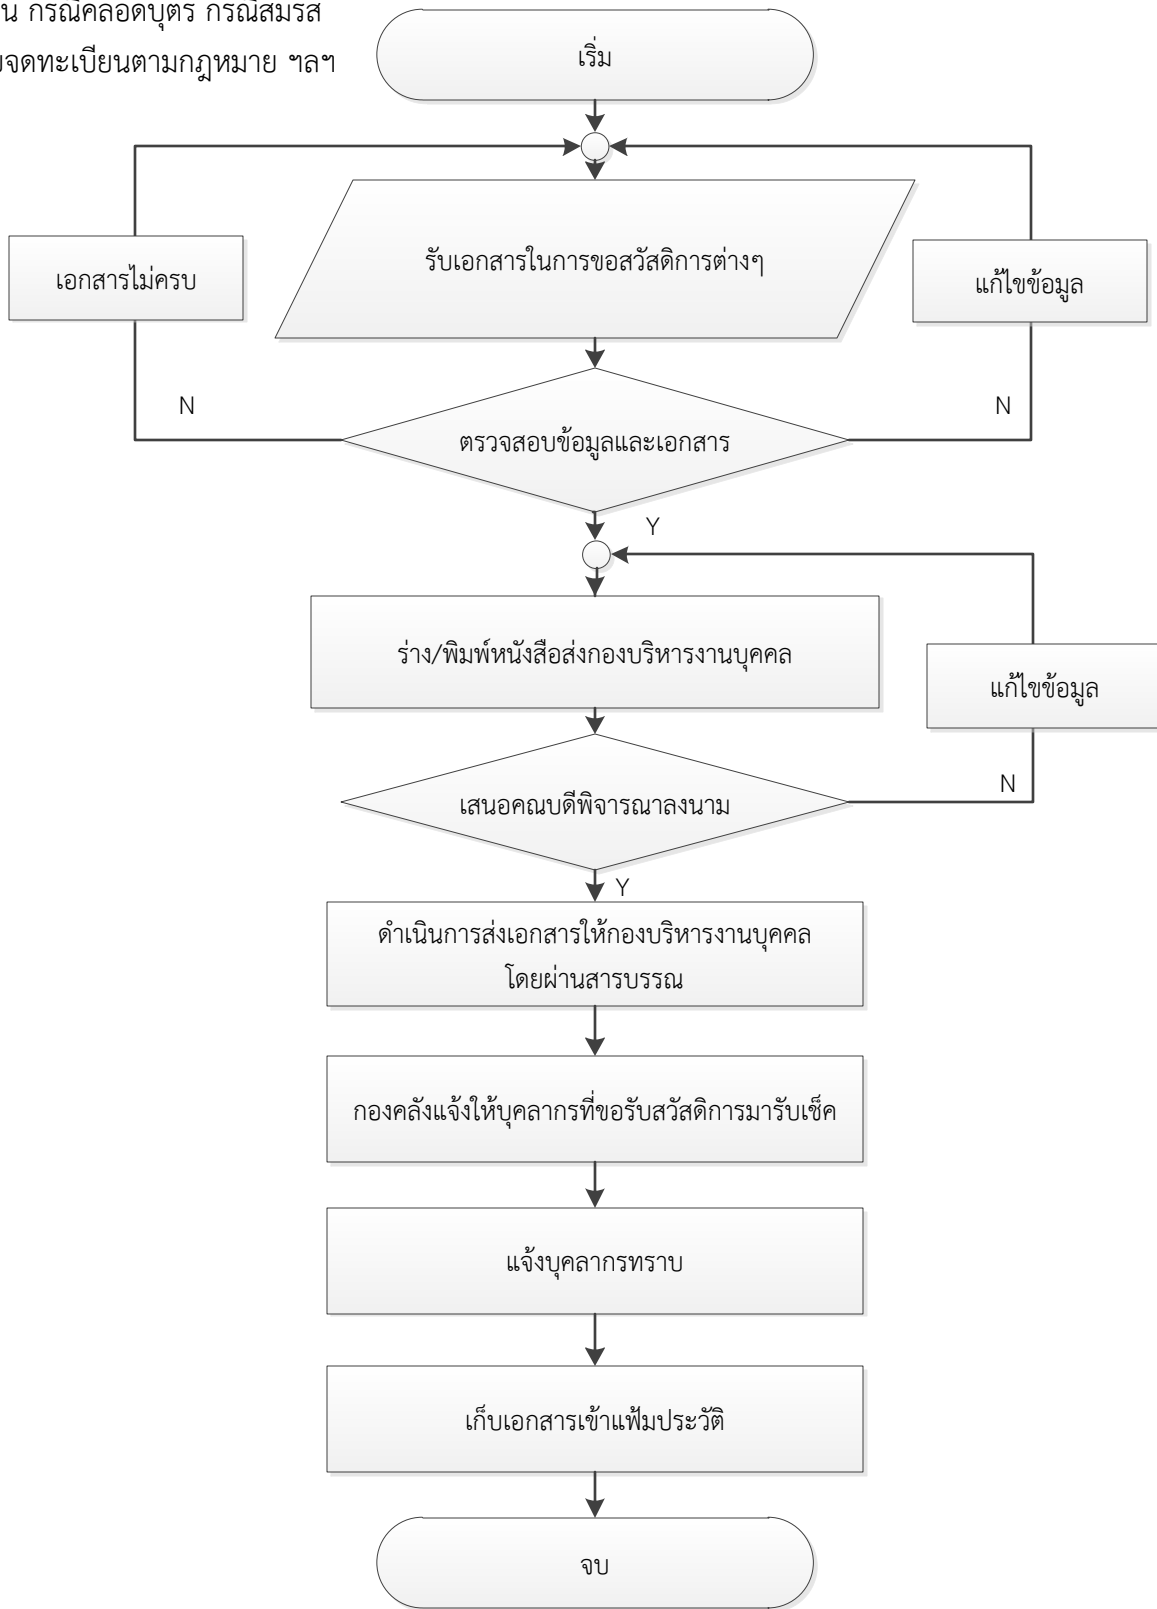 กรณีคลอดบุตร กรณีสมรส
จดทะเบียนตามกฎหมาย ฯลฯ
เริ่ม
รับเอกสารในการขอสวัสดิการต่างๆ
เอกสารไม่ครบ
แก้ไขข้อมูล
N
N
ตรวจสอบข้อมูลและเอกสาร
Y
ร่าง/พิมพ์หนังสือส่งกองบริหารงานบุคคล
แก้ไขข้อมูล
N
เสนอคณบดีพิจารณาลงนาม
Y
ดำเนินการส่งเอกสารให้กองบริหารงานบุคคล
โดยผ่านสารบรรณ
กองคลังแจ้งให้บุคลากรที่ขอรับสวัสดิการมารับเช็ค
แจ้งบุคลากรทราบ
เก็บเอกสารเข้าแฟ้มประวัติ
จบ